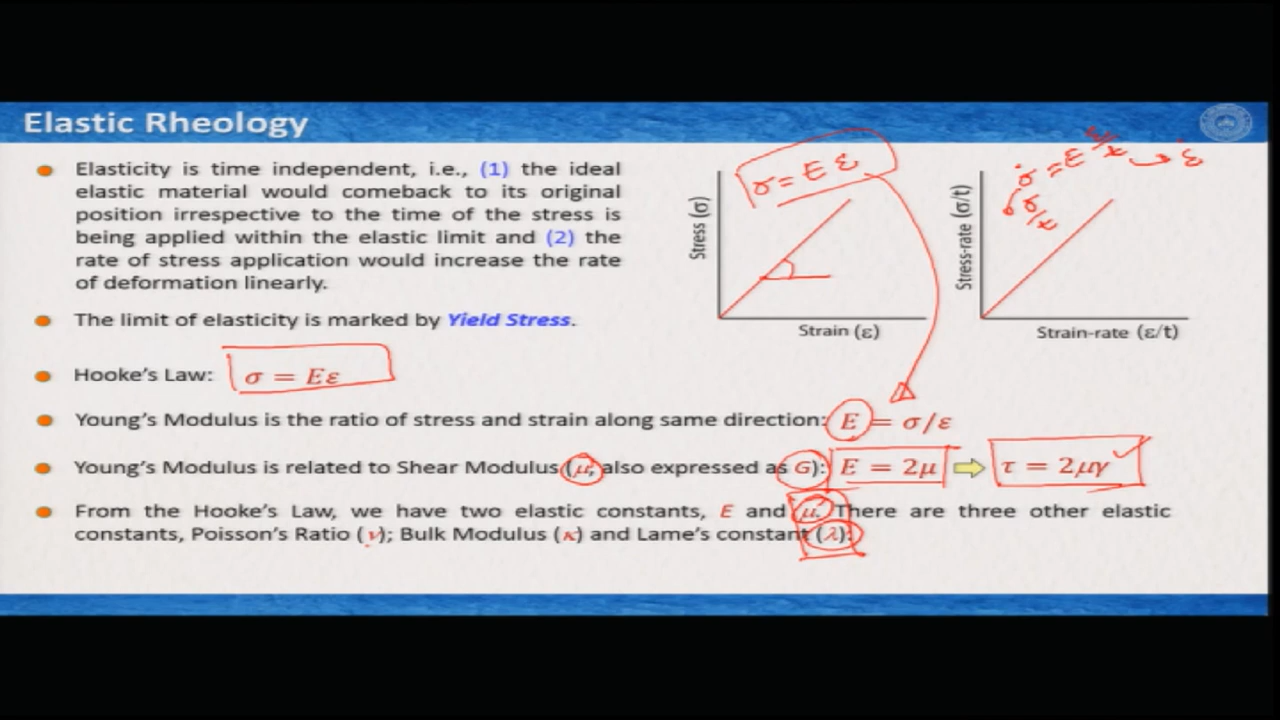 Elastic Rheology
Elasticity is time independent, i.e., (1) the ideal
elastic material would comeback to its original
position irrespective to the time of the stress is
being applied within the elastic limit and (2) the
rate of stress application would increase the rate
of deformation linearly.
The limit of elasticity is marked by Yield Stress.
Hooke's Law: σ = Eε
Young's Modulus is the ratio of stress and strain along same direction: E = σ/ε
Young's Modulus is related to Shear Modulus (μ, also expressed as G): E = 2μ ⇨ τ = 2μγ
From the Hooke's Law, we have two elastic constants, E and μ. There are three other elastic
constants, Poisson's Ratio (ν); Bulk Modulus (κ) and Lame's constant (λ).
σ = E ε
Stress (σ)
Strain (ε)
σ̇ = E ε/t → ε̇
σ/t
Stress-rate (σ/t)
Strain-rate (ε/t)